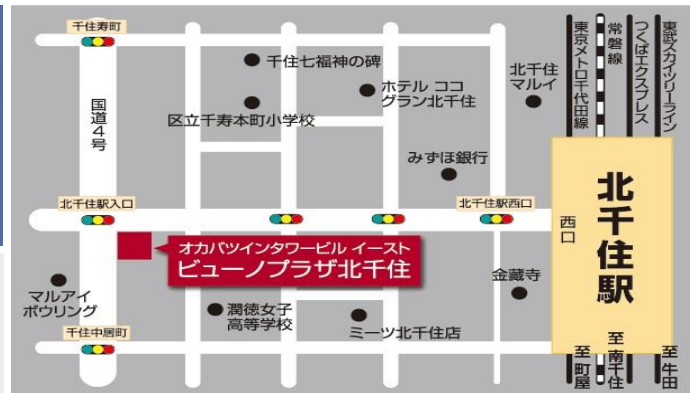 千住寿町
千住七福神の碑
ホテル ココ
グラン北千住
北千住
マルイ
東京メトロ千代田線
常磐線
つくばエクスプレス
東武スカイツリーライン
国道4号
区立千寿本町小学校
みずほ銀行
北千住駅入口
北千住駅西口
西口
北千住駅
オカバツインタワービル イースト
ビューノプラザ北千住
マルアイ
ボウリング
潤徳女子
高等学校
ミーツ北千住店
金蔵寺
千住中居町
至町屋
至南千住
至牛田